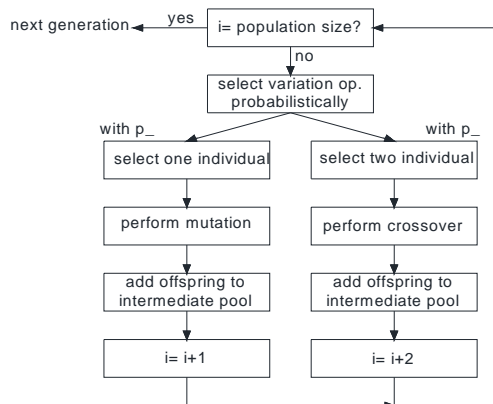 next generation
yes
i= population size?
no
select variation op.
probabilistically
with p_
with p_
select one individual
select two individual
perform mutation
perform crossover
add offspring to
intermediate pool
add offspring to
intermediate pool
i= i+1
i= i+2